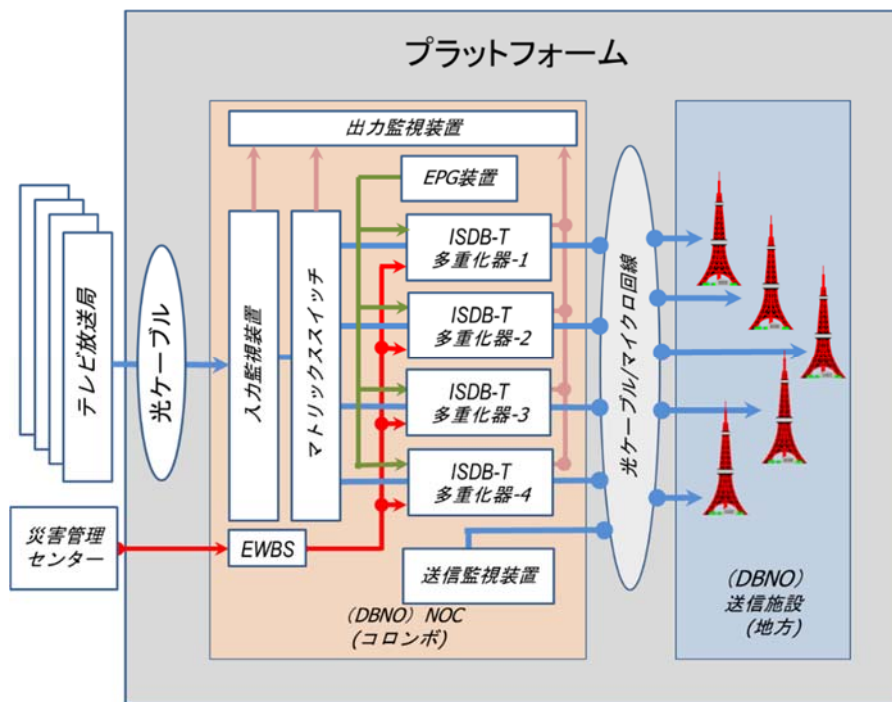 プラットフォーム
出力監視装置
EPG装置
テレビ放送局
光ケーブル
入力監視装置
マトリックススイッチ
ISDB-T
多重化器-1
ISDB-T
多重化器-2
ISDB-T
多重化器-3
ISDB-T
多重化器-4
光ケーブル/マイクロ回線
災害管理
センター
EWBS
送信監視装置
（DBNO）NOC
(コロンボ)
（DBNO）
送信施設
(地方)